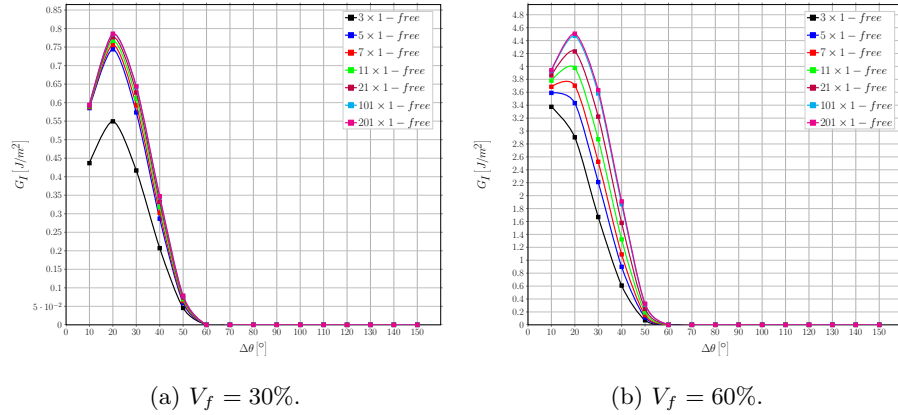 0.85
0.8
0.75
0.7
0.65
0.6
0.55
0.5
0.45
0.4
0.35
0.3
0.25
0.2
0.15
0.1
5 · 10⁻²
0
G_I [J/m²]
0 10 20 30 40 50 60 70 80 90 100 110 120 130 140 150
Δθ [°]
3 × 1 − free
5 × 1 − free
7 × 1 − free
11 × 1 − free
21 × 1 − free
101 × 1 − free
201 × 1 − free
(a) V_f = 30%.
4.8
4.6
4.4
4.2
4
3.8
3.6
3.4
3.2
3
2.8
2.6
2.4
2.2
2
1.8
1.6
1.4
1.2
1
0.8
0.6
0.4
0.2
0
G_I [J/m²]
0 10 20 30 40 50 60 70 80 90 100 110 120 130 140 150
Δθ [°]
3 × 1 − free
5 × 1 − free
7 × 1 − free
11 × 1 − free
21 × 1 − free
101 × 1 − free
201 × 1 − free
(b) V_f = 60%.